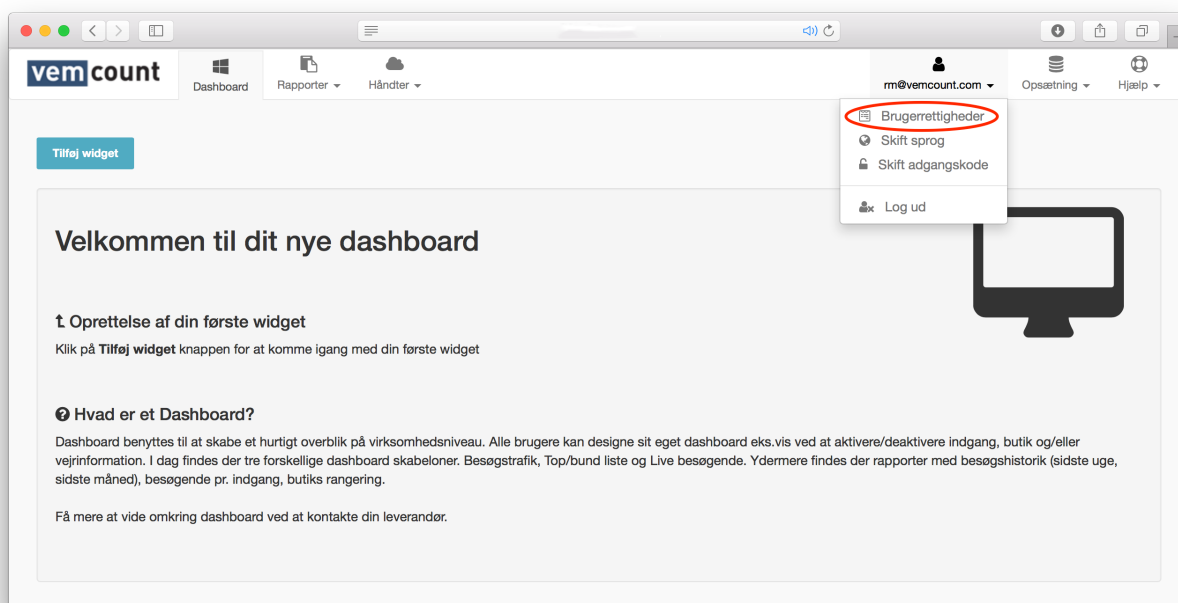 vemcount
Dashboard
Rapporter
Håndter
rm@vemcount.com
Opsætning
Hjælp
Brugerrettigheder
Skift sprog
Skift adgangskode
Log ud
Tilføj widget
Velkommen til dit nye dashboard
Oprettelse af din første widget
Klik på Tilføj widget knappen for at komme igang med din første widget
Hvad er et Dashboard?
Dashboard benyttes til at skabe et hurtigt overblik på virksomhedsniveau. Alle brugere kan designe sit eget dashboard eks.vis ved at aktivere/deaktivere indgang, butik og/eller
vejrinformation. I dag findes der tre forskellige dashboard skabeloner. Besøgstrafik, Top/bund liste og Live besøgende. Ydermere findes der rapporter med besøgshistorik (sidste uge,
sidste måned), besøgende pr. indgang, butiks rangering.
Få mere at vide omkring dashboard ved at kontakte din leverandør.